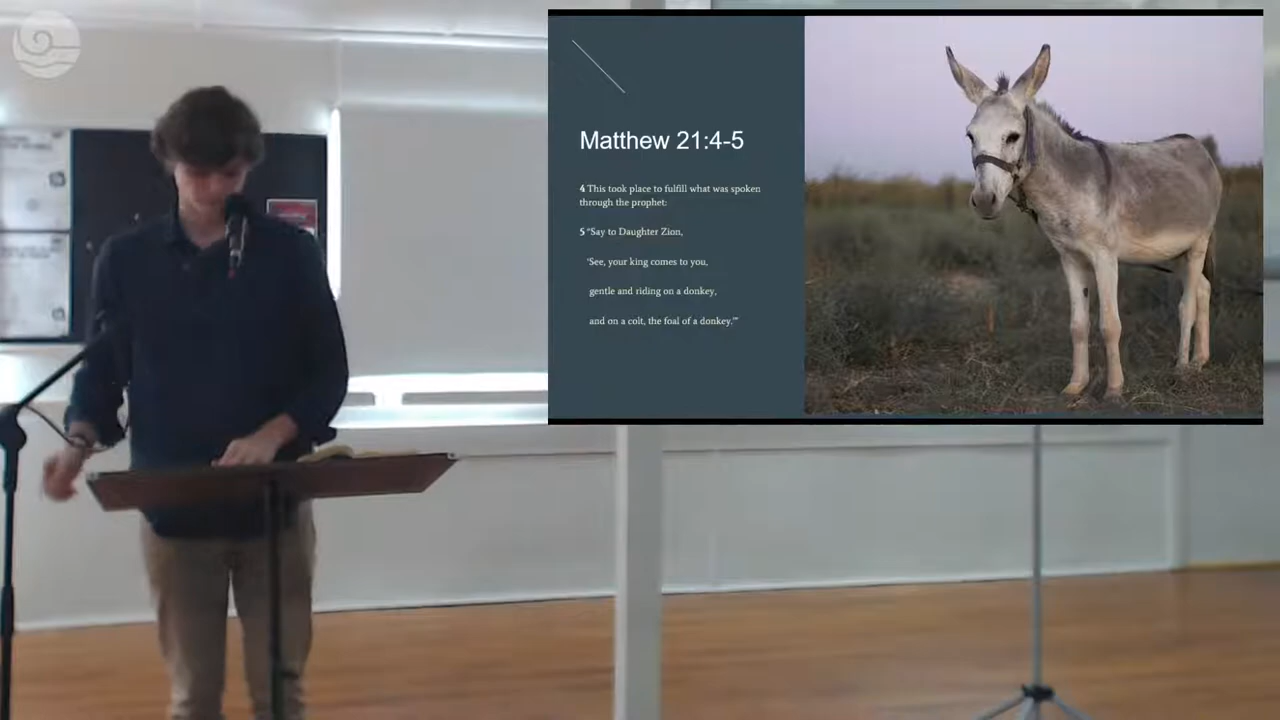 Matthew 21:4-5
4 This took place to fulfill what was spoken
through the prophet:
5 “Say to Daughter Zion,
‘See, your king comes to you,
gentle and riding on a donkey,
and on a colt, the foal of a donkey.’”